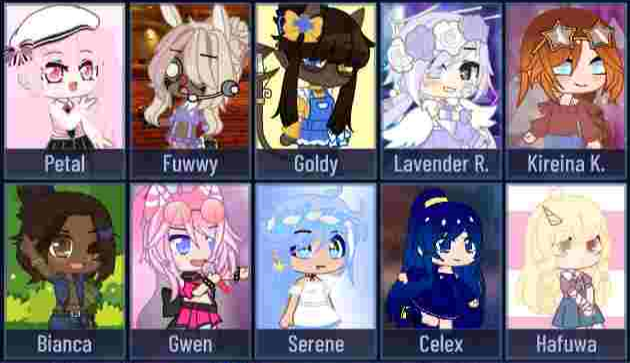 Petal
Fuwwy
Goldy
Lavender R.
Kireina K.
Bianca
Gwen
Serene
Celex
Hafuwa